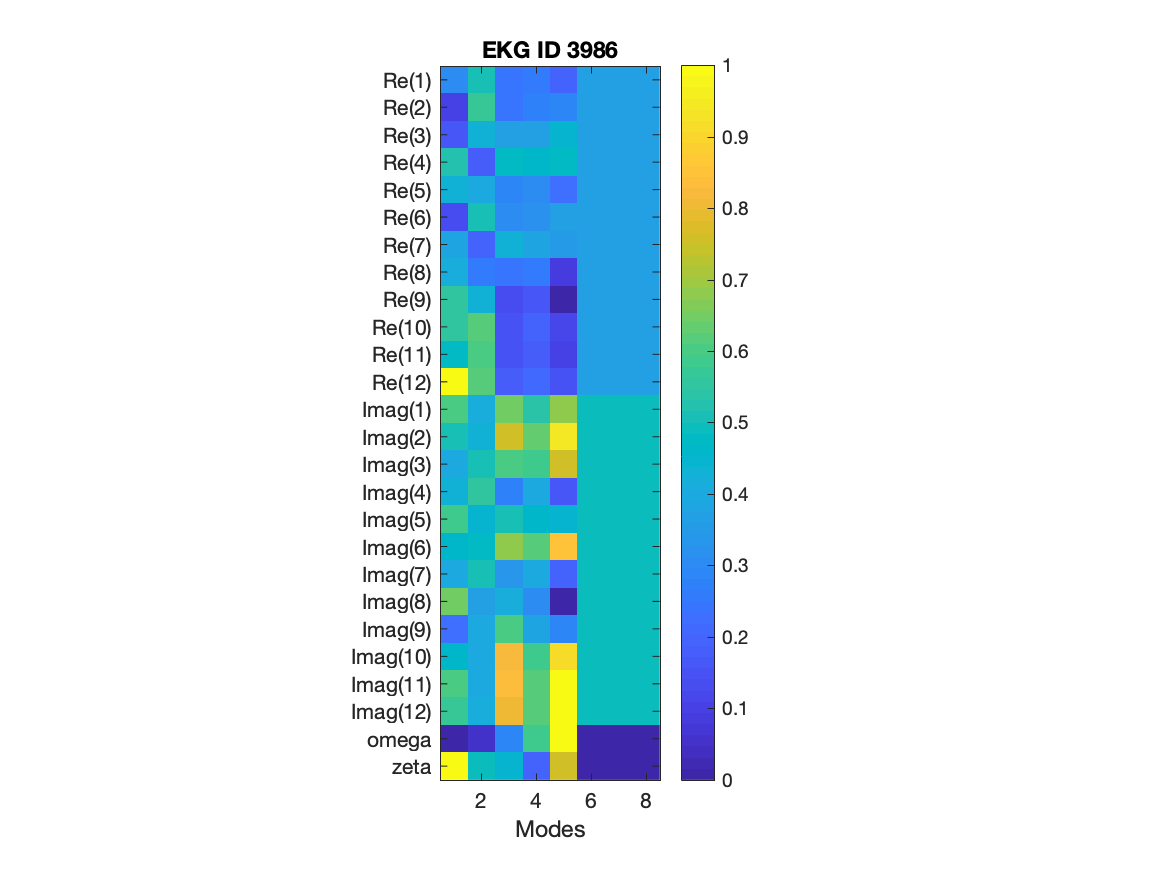 EKG ID 3986
Re(1)
Re(2)
Re(3)
Re(4)
Re(5)
Re(6)
Re(7)
Re(8)
Re(9)
Re(10)
Re(11)
Re(12)
Imag(1)
Imag(2)
Imag(3)
Imag(4)
Imag(5)
Imag(6)
Imag(7)
Imag(8)
Imag(9)
Imag(10)
Imag(11)
Imag(12)
omega
zeta
2 4 6 8
Modes
1
0.9
0.8
0.7
0.6
0.5
0.4
0.3
0.2
0.1
0